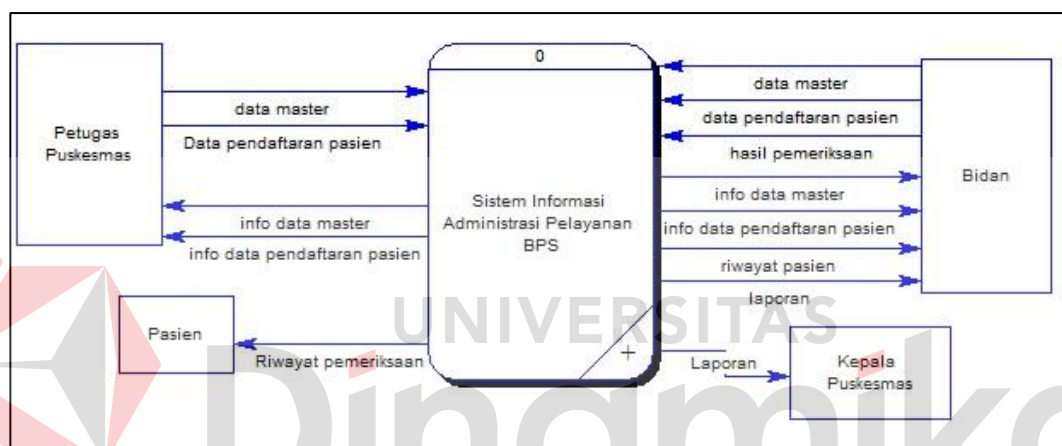 0
Petugas
Puskesmas
data master
Data pendaftaran pasien
info data master
info data pendaftaran pasien
Sistem Informasi
Administrasi Pelayanan
BPS
+
data master
data pendaftaran pasien
hasil pemeriksaan
info data master
info data pendaftaran pasien
riwayat pasien
laporan
Bidan
Pasien
Riwayat pemeriksaan
Laporan
Kepala
Puskesmas
UNIVERSITAS
Dinamika